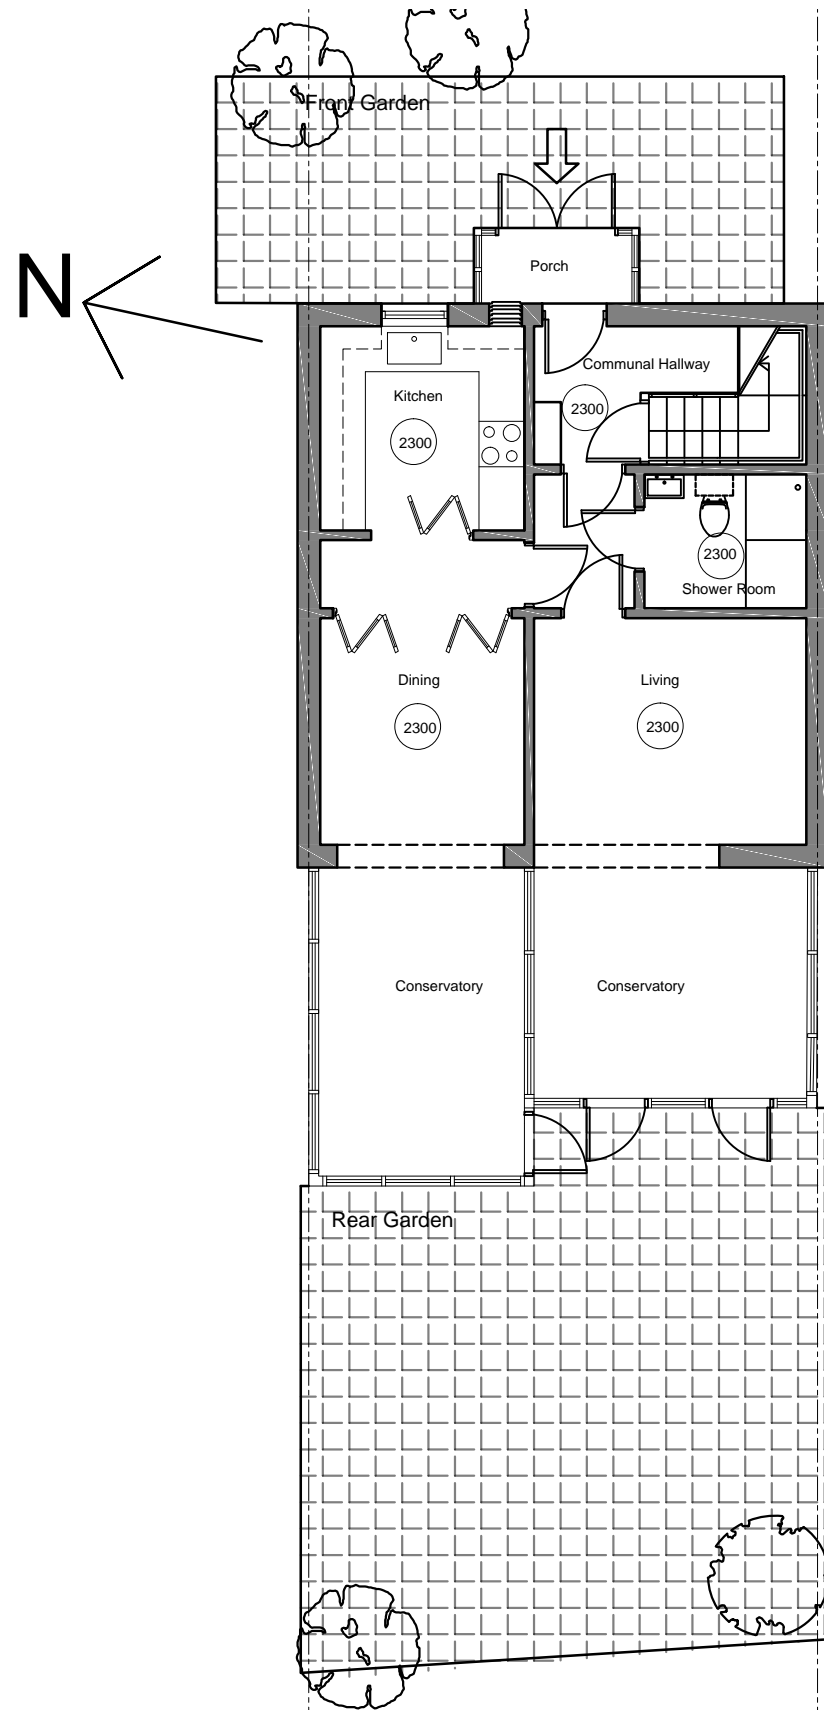 Front Garden
N
Porch
Communal Hallway
Kitchen
2300
2300
2300
Shower Room
Dining
Living
2300
2300
Conservatory
Conservatory
Rear Garden